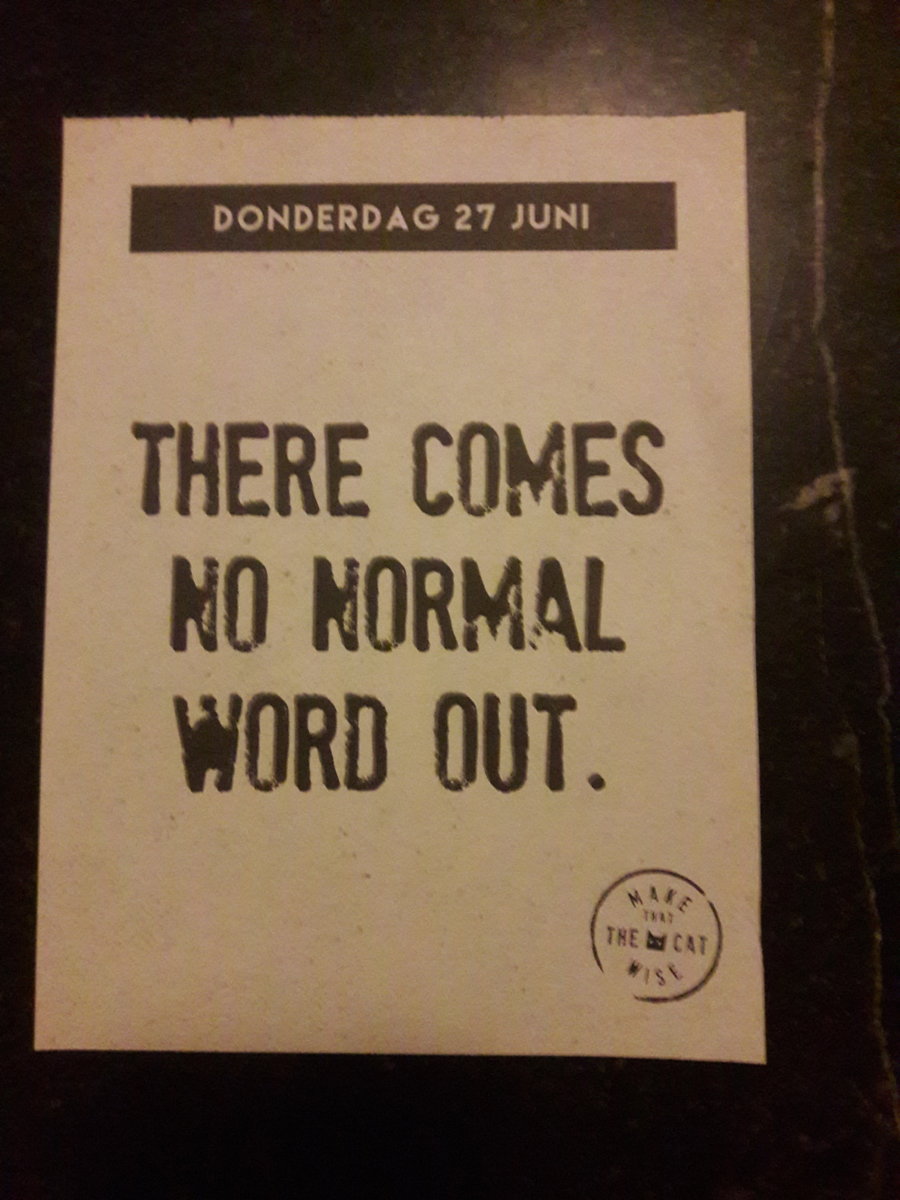 DONDERDAG 27 JUNI
THERE COMES
NO NORMAL
WORD OUT.
MAKE
THAT
THE CAT
WISE